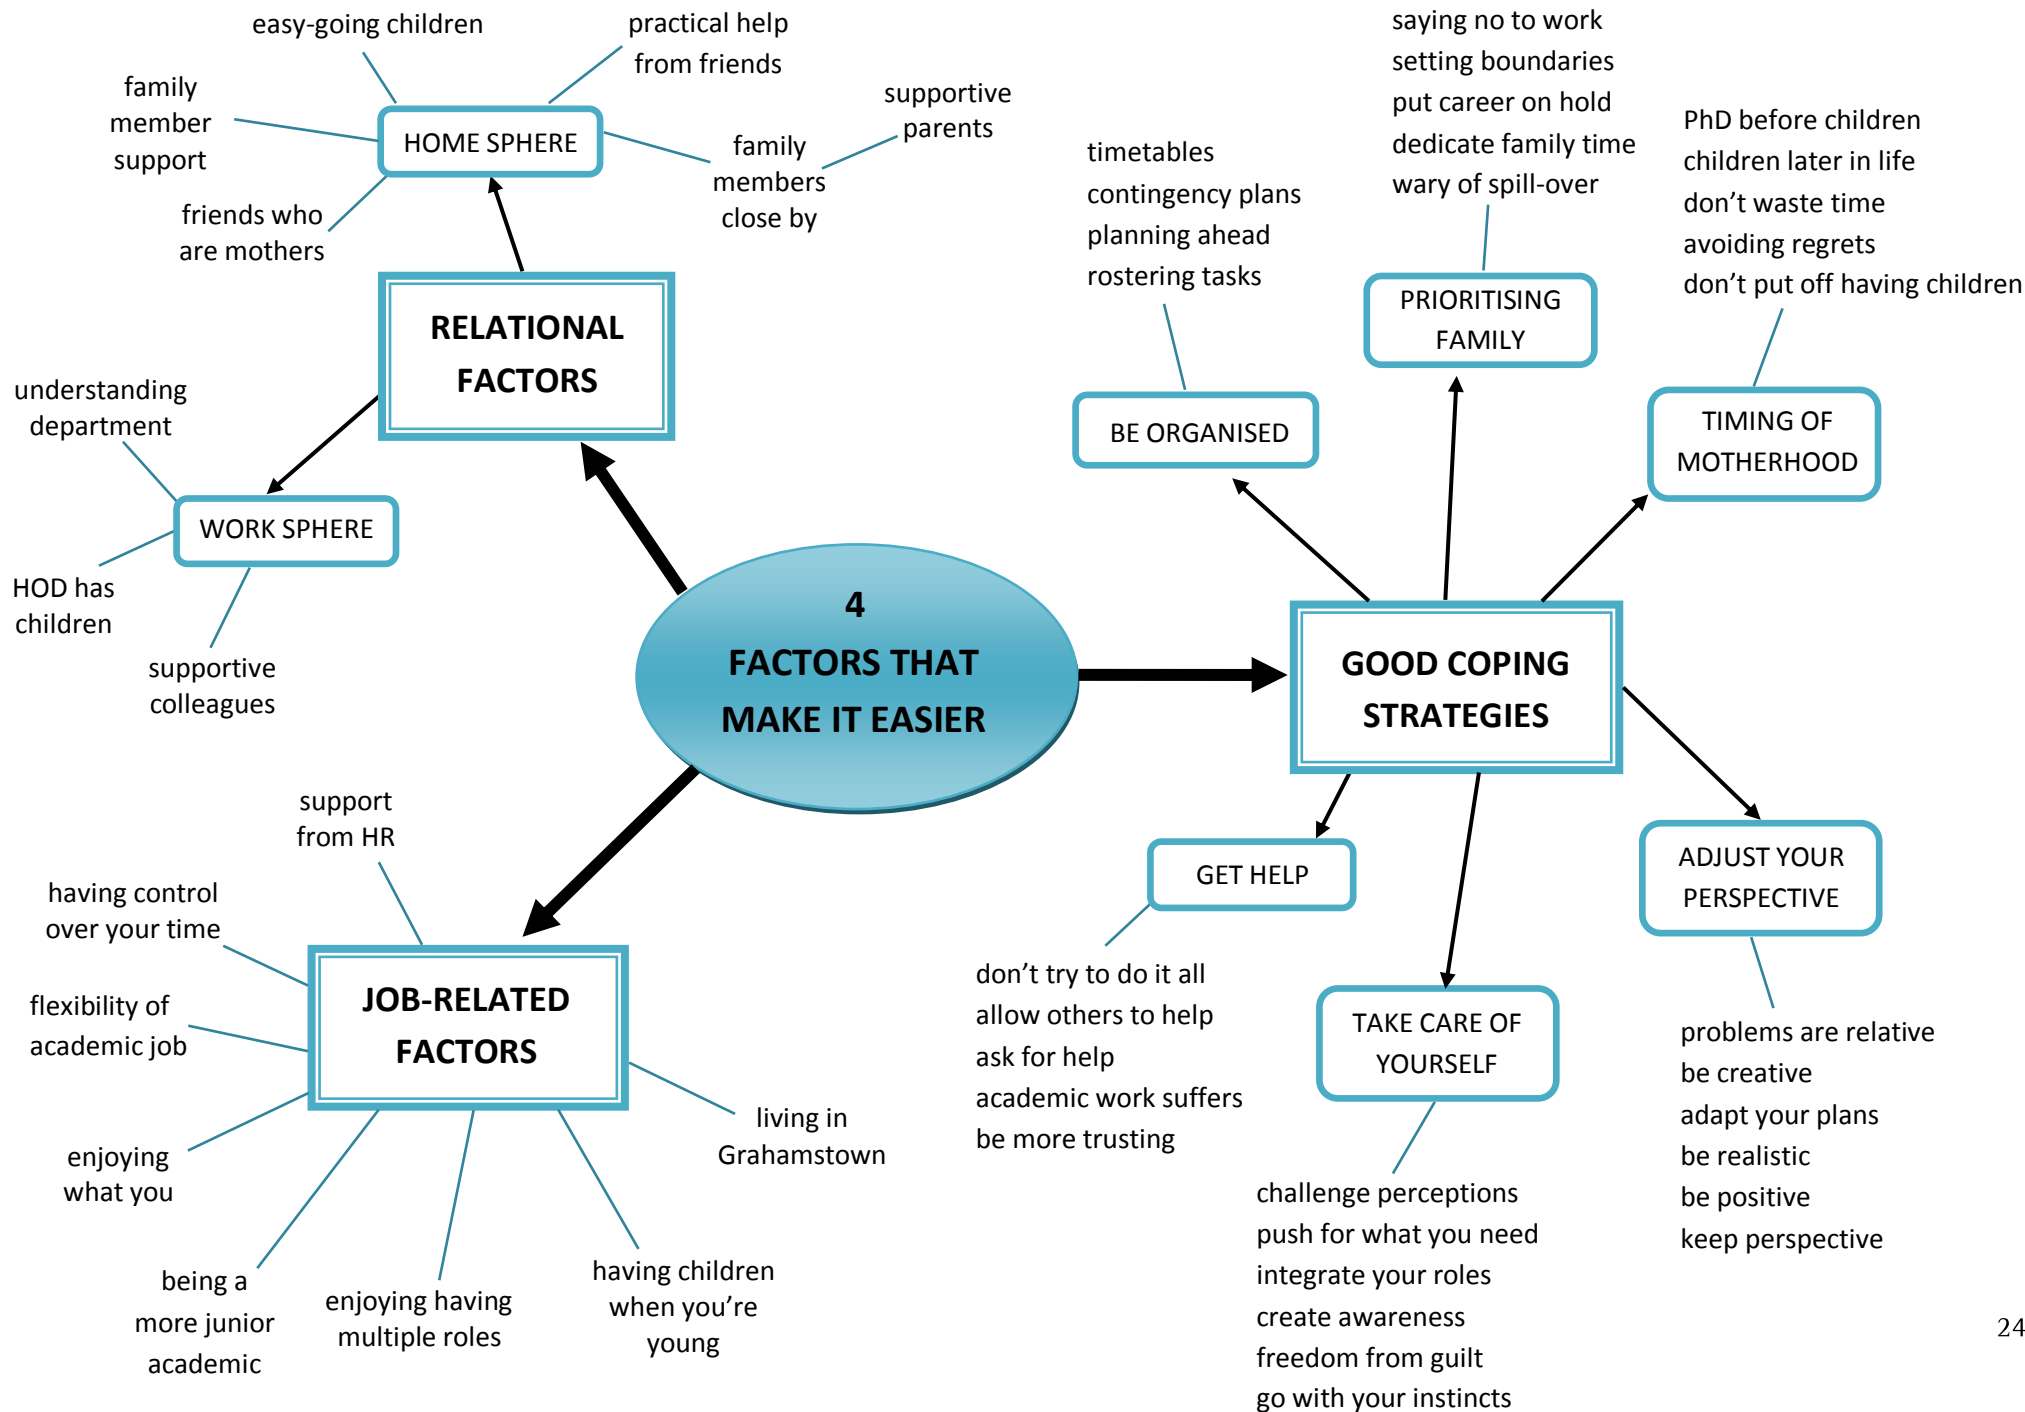 easy-going children
practical help
from friends
family
member
support
HOME SPHERE
family
members
close by
supportive
parents
friends who
are mothers
RELATIONAL
FACTORS
understanding
department
WORK SPHERE
HOD has
children
supportive
colleagues
4
FACTORS THAT
MAKE IT EASIER
saying no to work
setting boundaries
put career on hold
dedicate family time
wary of spill-over
timetables
contingency plans
planning ahead
rostering tasks
PhD before children
children later in life
don’t waste time
avoiding regrets
don’t put off having children
PRIORITISING
FAMILY
BE ORGANISED
TIMING OF
MOTHERHOOD
GOOD COPING
STRATEGIES
GET HELP
don’t try to do it all
allow others to help
ask for help
academic work suffers
be more trusting
TAKE CARE OF
YOURSELF
challenge perceptions
push for what you need
integrate your roles
create awareness
freedom from guilt
go with your instincts
ADJUST YOUR
PERSPECTIVE
problems are relative
be creative
adapt your plans
be realistic
be positive
keep perspective
support
from HR
having control
over your time
flexibility of
academic job
JOB-RELATED
FACTORS
enjoying
what you
being a
more junior
academic
enjoying having
multiple roles
having children
when you’re
young
living in
Grahamstown
24